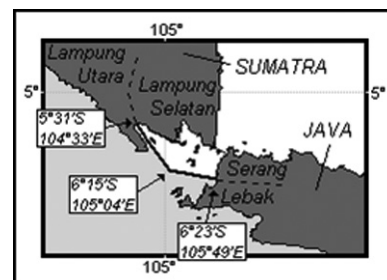 105°
Lampung
Utara
SUMATRA
Lampung
Selatan
5°
5°
5°31'S
104°33'E
JAVA
Serang
6°15'S
105°04'E
Lebak
6°23'S
105°49'E
105°